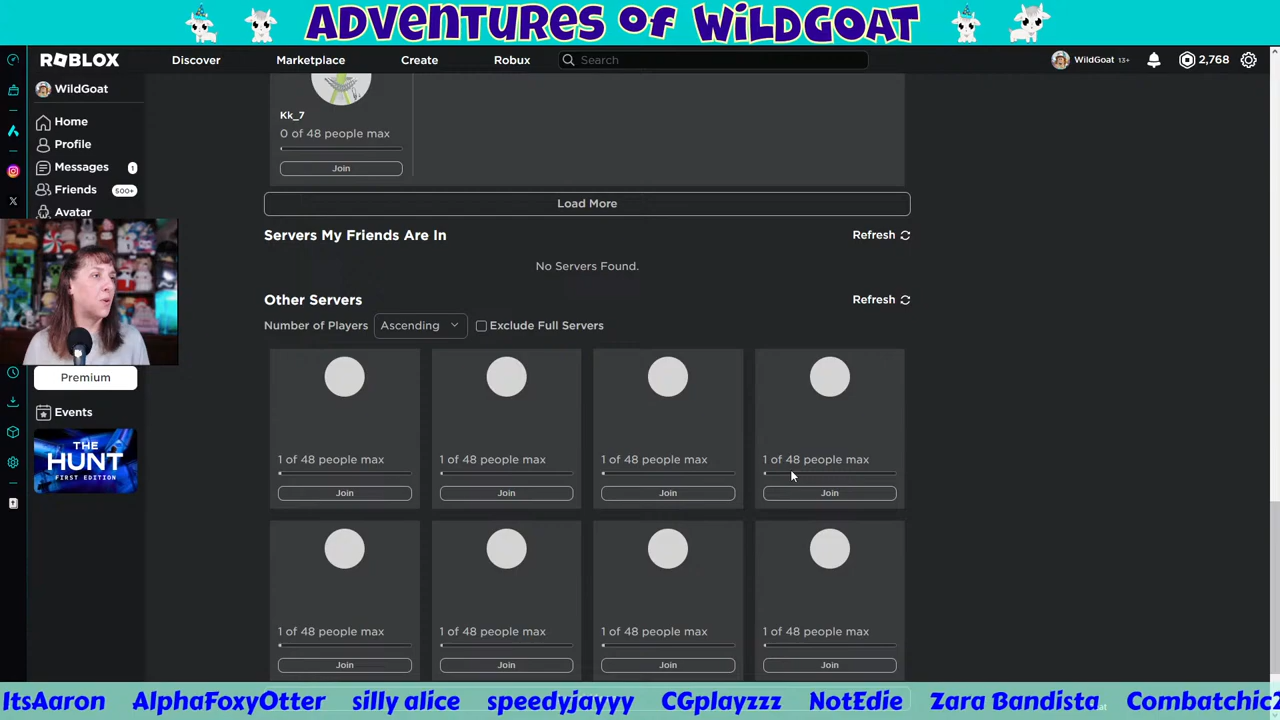 ADVENTURES OF WiLDGOAT
ROBLOX
Discover
Marketplace
Create
Robux
Search
WildGoat 13+
2,768
WildGoat
Home
Profile
Messages 1
Friends 500+
Avatar
Premium
Events
THE HUNT
FIRST EDITION
Kk_7
0 of 48 people max
Join
Load More
Servers My Friends Are In
Refresh
No Servers Found.
Other Servers
Refresh
Number of Players Ascending Exclude Full Servers
1 of 48 people max 1 of 48 people max 1 of 48 people max 1 of 48 people max
Join Join Join Join
1 of 48 people max 1 of 48 people max 1 of 48 people max 1 of 48 people max
Join Join Join Join
ItsAaron AlphaFoxyOtter silly alice speedyjayyy CGplayzzz NotEdie Zara Bandista Combatchic